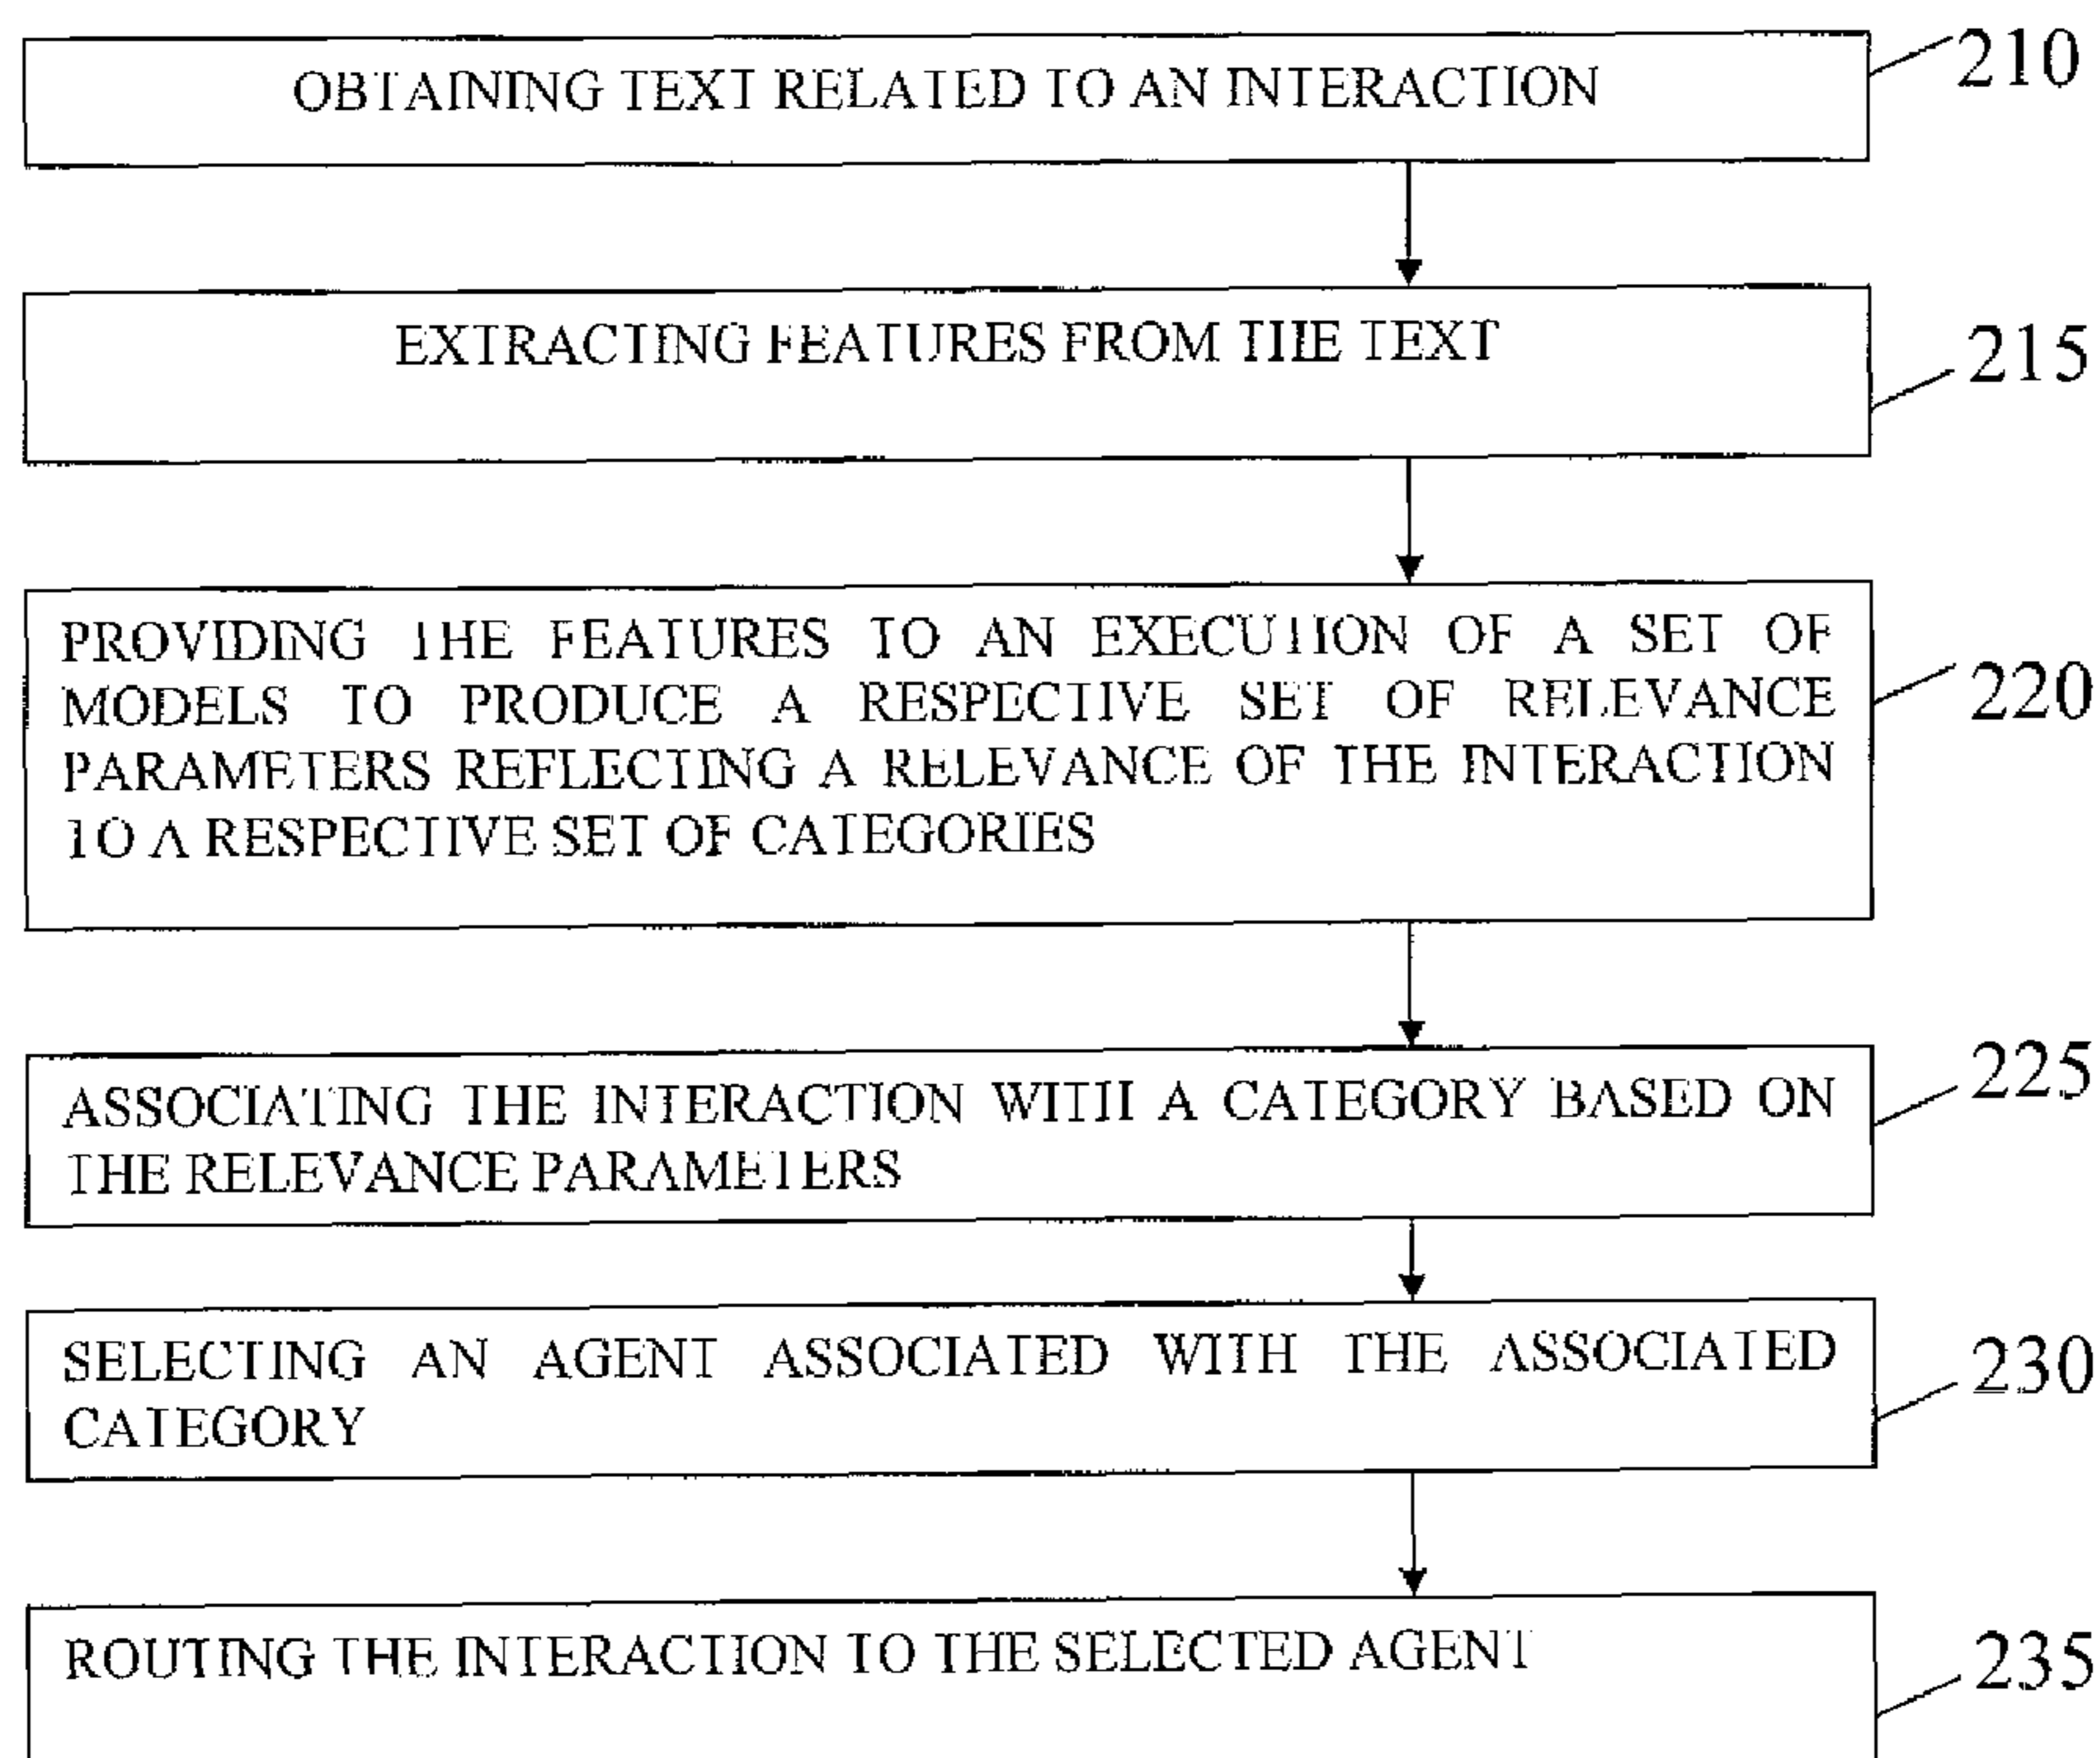 OBTAINING TEXT RELATED TO AN INTERACTION
210
EXTRACTING FEATURES FROM THE TEXT
215
PROVIDING THE FEATURES TO AN EXECUTION OF A SET OF
MODELS TO PRODUCE A RESPECTIVE SET OF RELEVANCE
PARAMETERS REFLECTING A RELEVANCE OF THE INTERACTION
TO A RESPECTIVE SET OF CATEGORIES
220
ASSOCIATING THE INTERACTION WITH A CATEGORY BASED ON
THE RELEVANCE PARAMETERS
225
SELECTING AN AGENT ASSOCIATED WITH THE ASSOCIATED
CATEGORY
230
ROUTING THE INTERACTION TO THE SELECTED AGENT
235